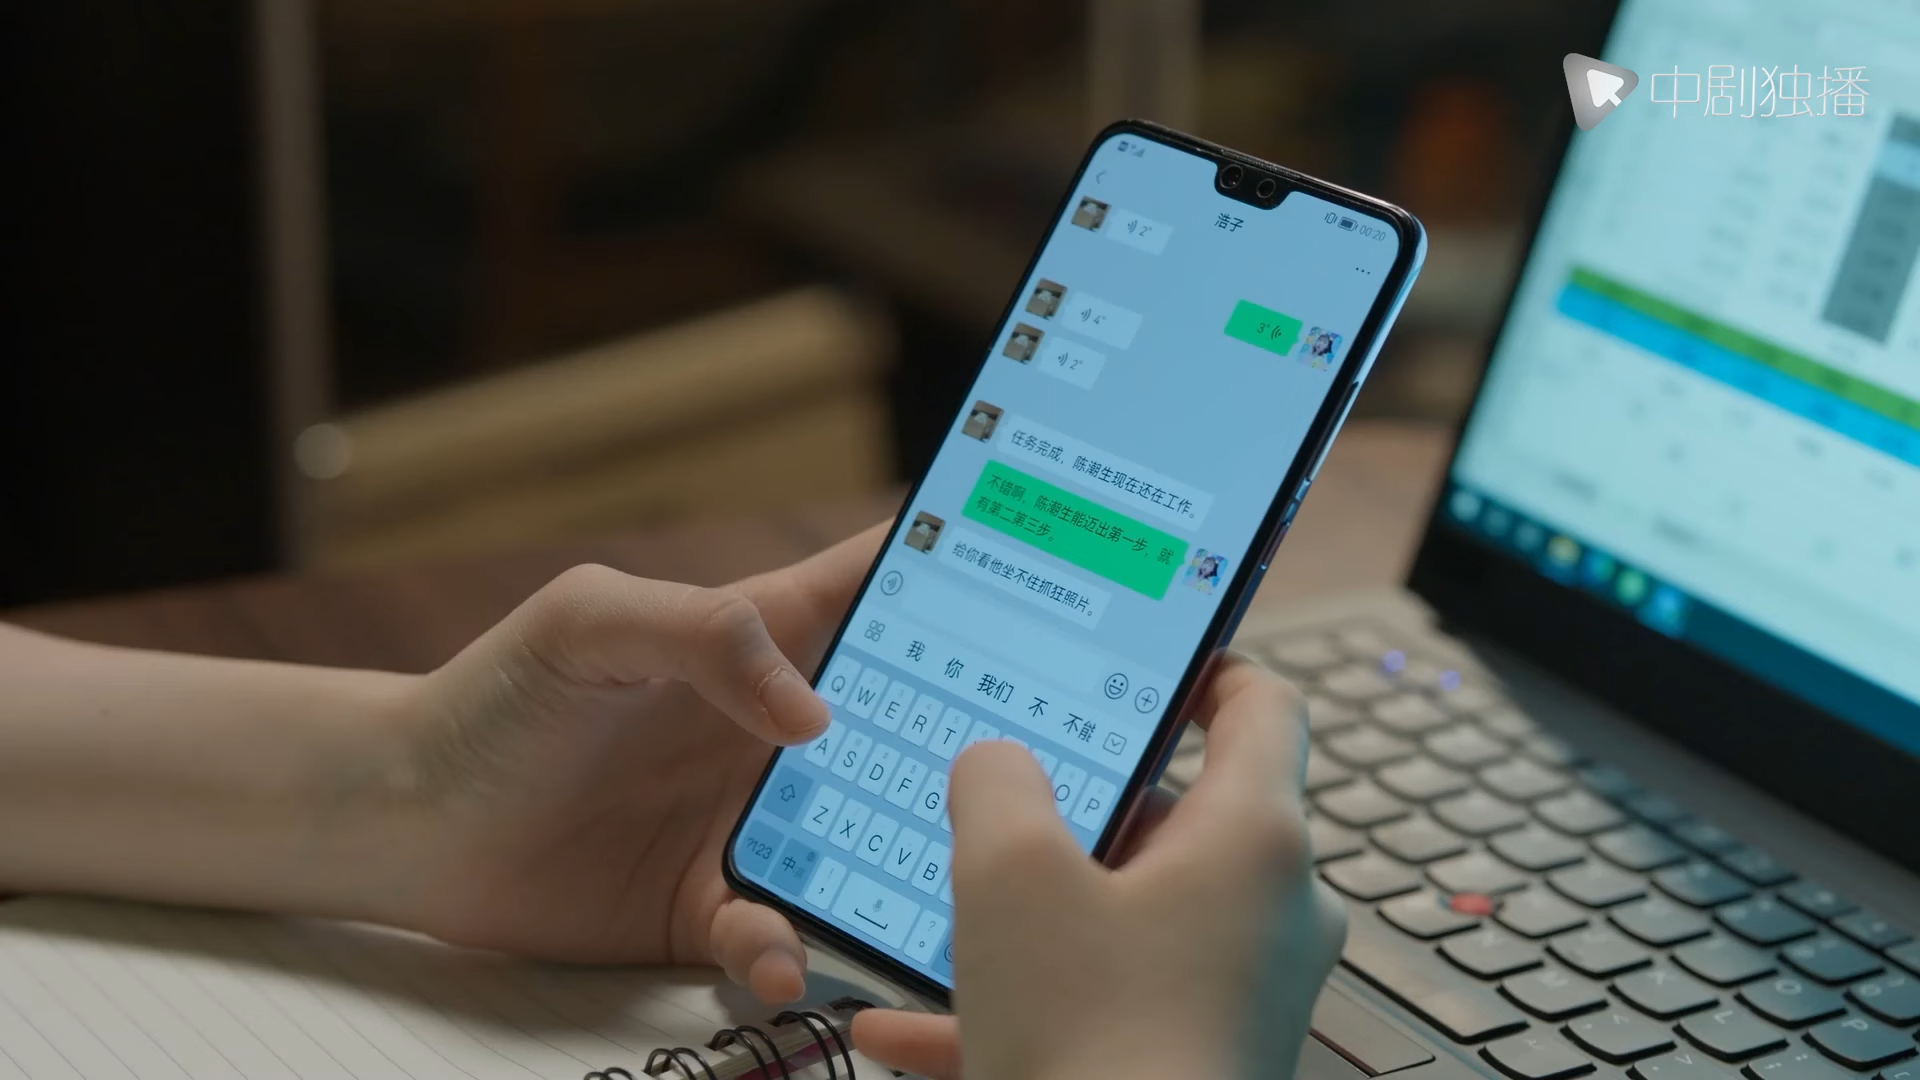 中剧独播
00:20
浩子
2"
3"
4"
2"
任务完成，陈潮生现在还在工作。
不错啊，陈潮生能迈出第一步，就
有第二第三步。
给你看他坐不住抓狂照片。
我 你 我们 不 不能
Q W E R T O P
A S D F G
Z X C V B
?123 中 , 。